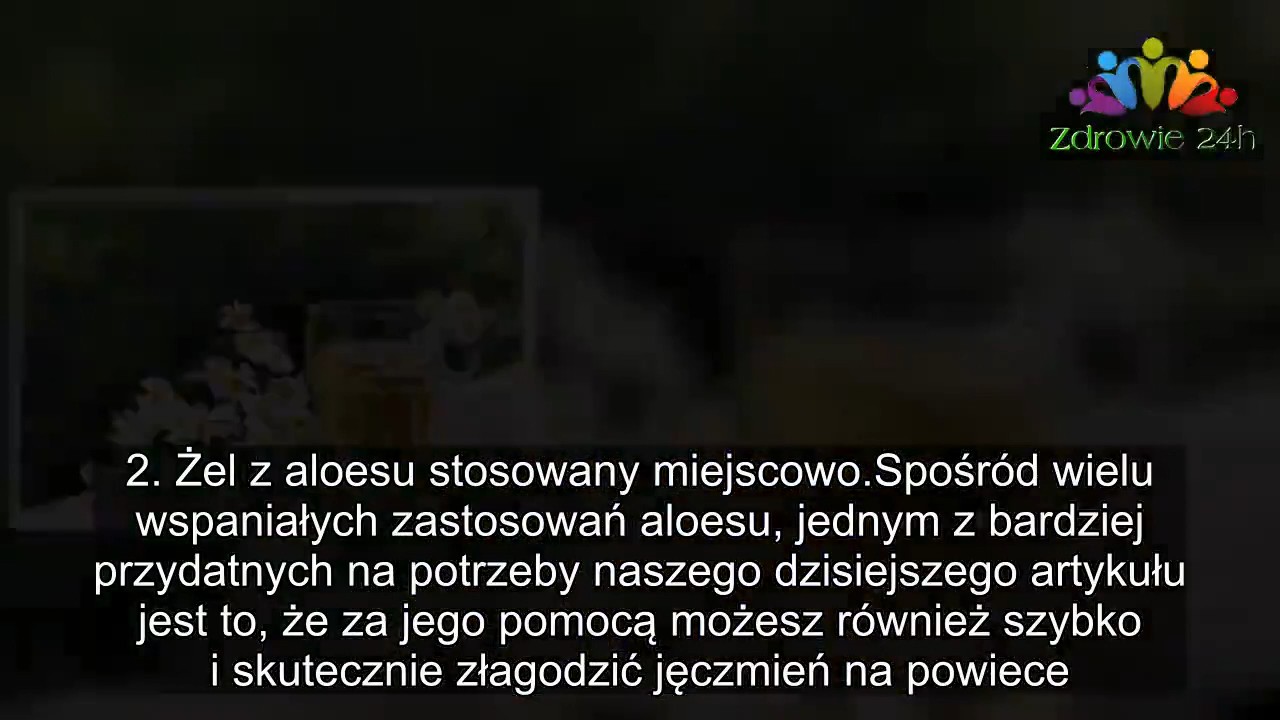 Zdrowie 24h
2. Żel z aloesu stosowany miejscowo.Spośród wielu
wspaniałych zastosowań aloesu, jednym z bardziej
przydatnych na potrzeby naszego dzisiejszego artykułu
jest to, że za jego pomocą możesz również szybko
i skutecznie złagodzić jęczmień na powiece